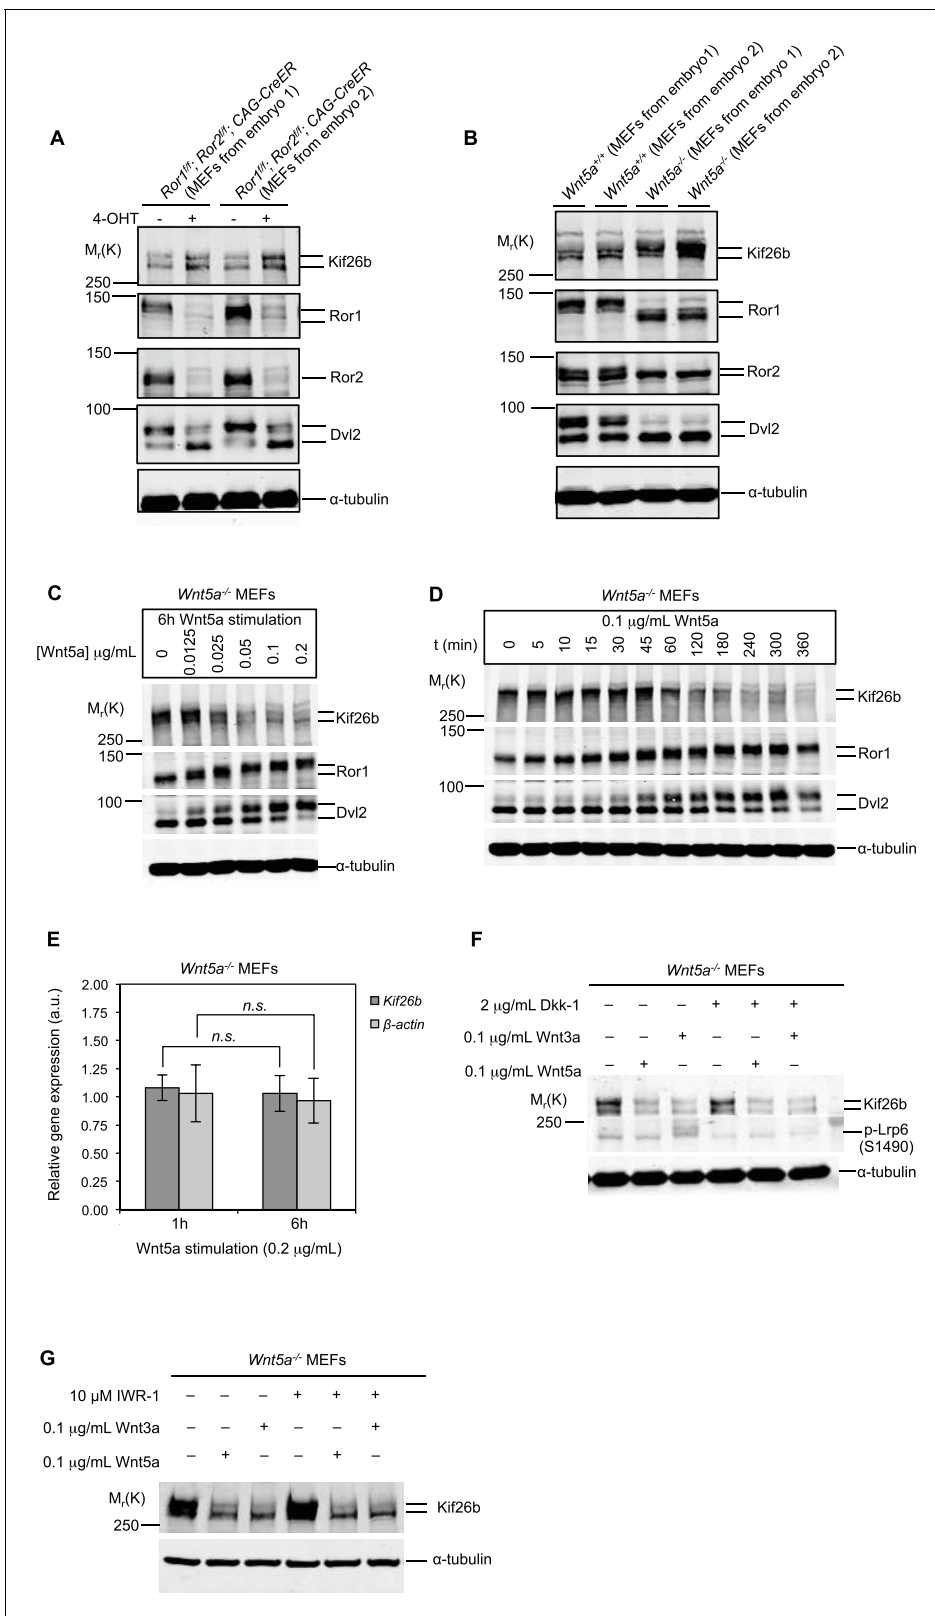 A
Ror1f/f; Ror2f/f; CAG-CreER
(MEFs from embryo 1)
Ror1f/f; Ror2f/f; CAG-CreER
(MEFs from embryo 2)
4-OHT - + - +
Mr(K)
Kif26b
250
150
Ror1
150
Ror2
100
Dvl2
α-tubulin
B
Wnt5a+/+ (MEFs from embryo1)
Wnt5a+/+ (MEFs from embryo 2)
Wnt5a-/- (MEFs from embryo 1)
Wnt5a-/- (MEFs from embryo 2)
Mr(K)
Kif26b
250
150
Ror1
150
Ror2
100
Dvl2
α-tubulin
C
Wnt5a-/- MEFs
6h Wnt5a stimulation
[Wnt5a] μg/mL 0 0.0125 0.025 0.05 0.1 0.2
Mr(K)
Kif26b
250
150
Ror1
100
Dvl2
α-tubulin
D
Wnt5a-/- MEFs
0.1 μg/mL Wnt5a
t (min) 0 5 10 15 30 45 60 120 180 240 300 360
Mr(K)
Kif26b
250
150
Ror1
100
Dvl2
α-tubulin
E
Wnt5a-/- MEFs
Relative gene expression (a.u.)
2.00
1.75
1.50
1.25
1.00
0.75
0.50
0.25
0.00
n.s.
n.s.
Kif26b
β-actin
1h 6h
Wnt5a stimulation (0.2 μg/mL)
F
Wnt5a-/- MEFs
2 μg/mL Dkk-1 – – – + + +
0.1 μg/mL Wnt3a – – + – – +
0.1 μg/mL Wnt5a – + – – + –
Mr(K)
Kif26b
250
p-Lrp6
(S1490)
α-tubulin
G
Wnt5a-/- MEFs
10 μM IWR-1 – – – + + +
0.1 μg/mL Wnt3a – – + – – +
0.1 μg/mL Wnt5a – + – – + –
Mr(K)
Kif26b
250
α-tubulin